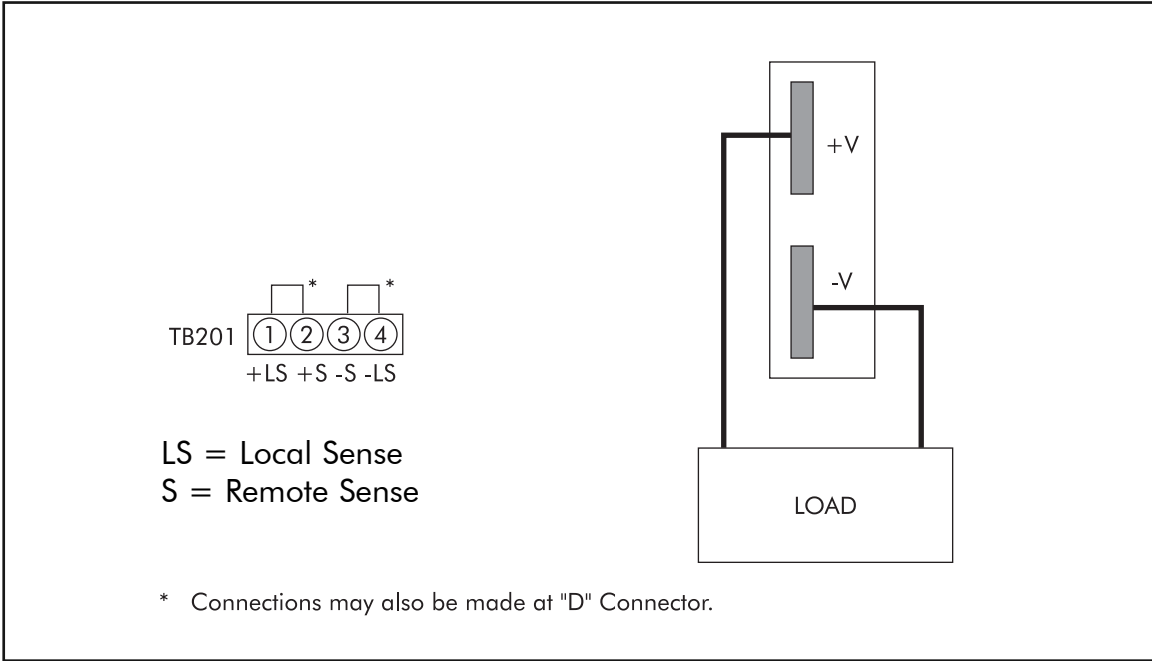 +V
-V
* *
TB201 1 2 3 4
+LS +S -S -LS
LS = Local Sense
S = Remote Sense
LOAD
* Connections may also be made at "D" Connector.